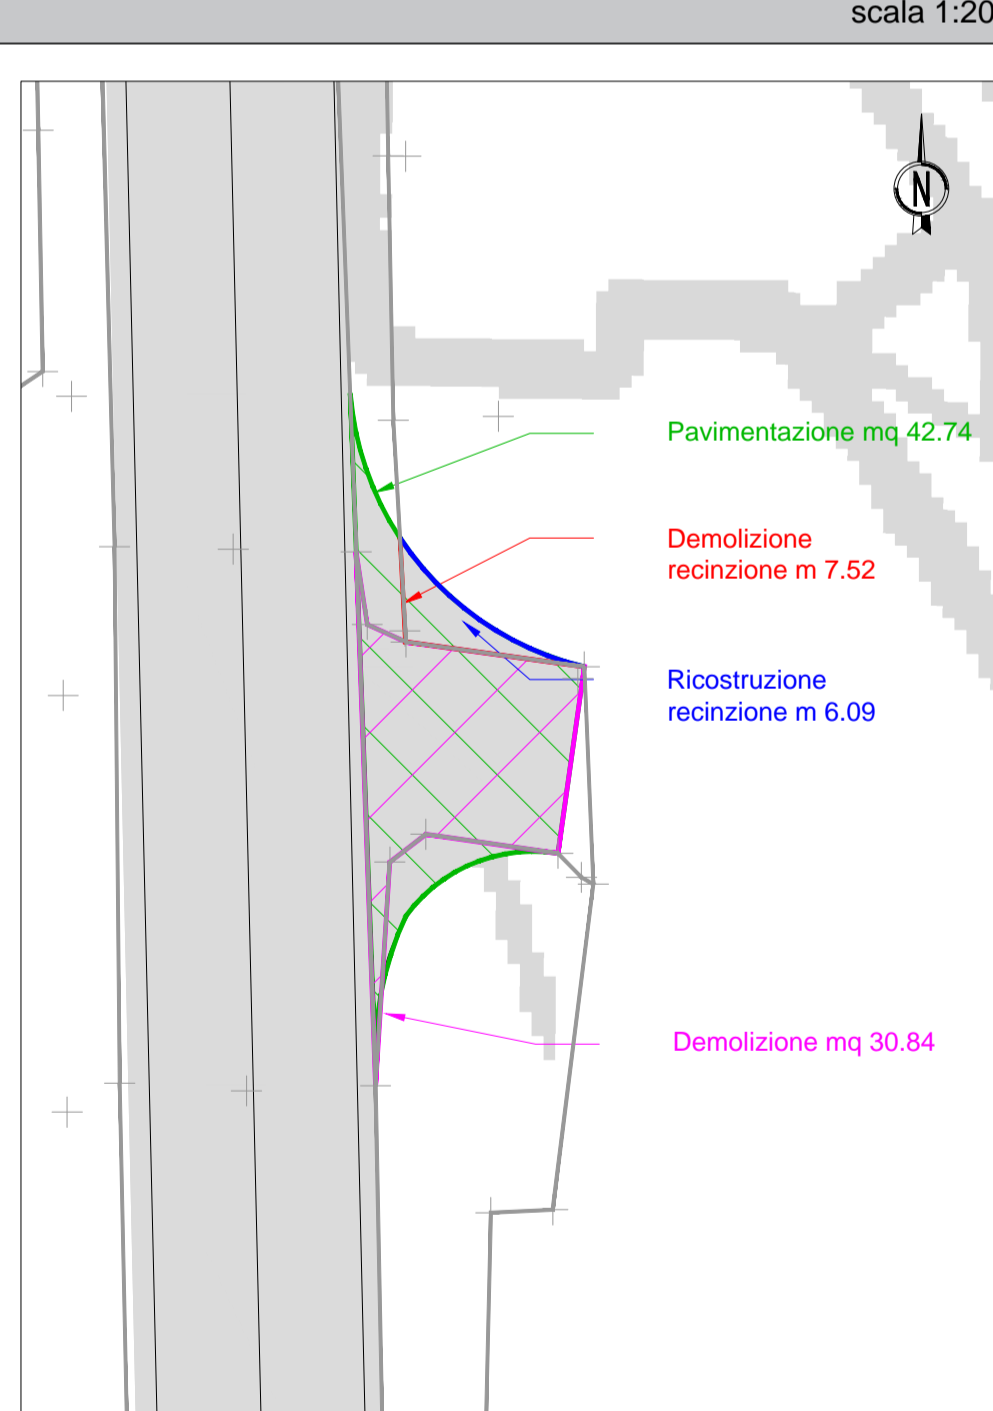 scala 1:20
N
Pavimentazione mq 42.74
Demolizione
recinzione m 7.52
Ricostruzione
recinzione m 6.09
Demolizione mq 30.84